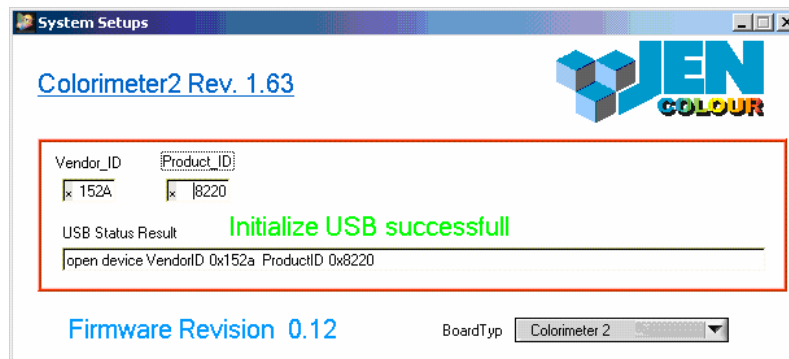 System Setups
Colorimeter2 Rev. 1.63
JEN
COLOUR
Vendor_ID Product_ID
x 152A x 8220
USB Status Result Initialize USB successfull
open device VendorID 0x152a ProductID 0x8220
Firmware Revision 0.12 BoardTyp Colorimeter 2